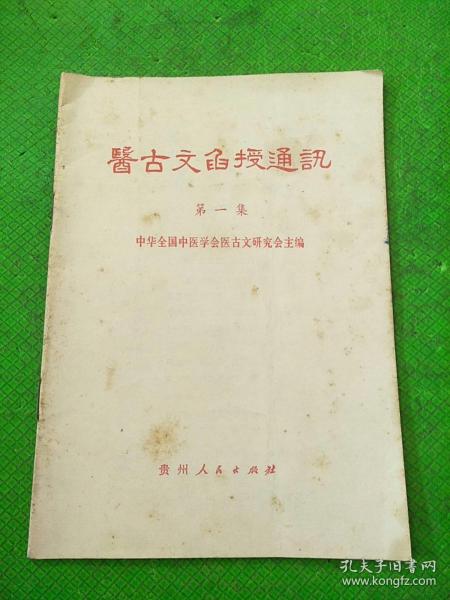 醫古文函授通訊
第一集
中华全国中医学会医古文研究会主编
贵州人民出版社
孔夫子旧书网
www.kongfz.com